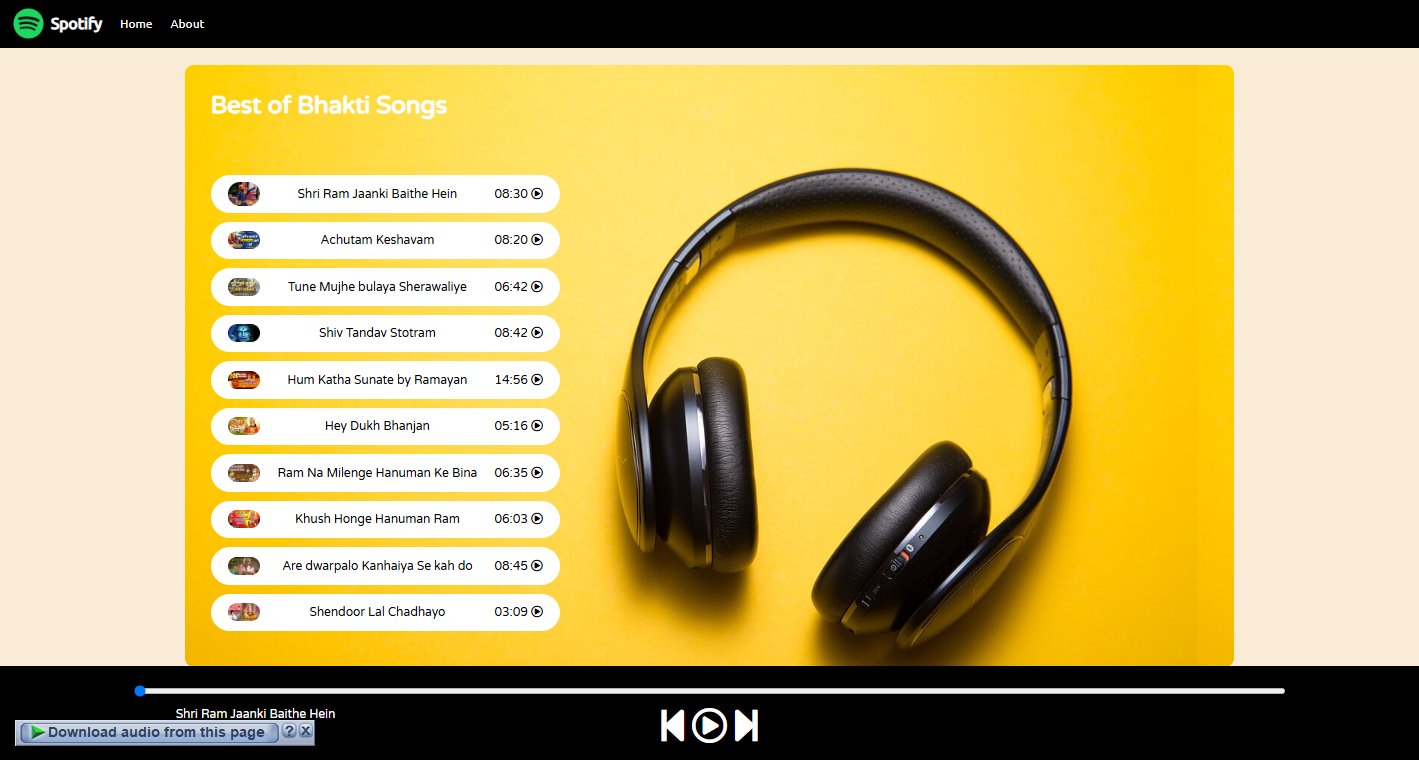 Spotify Home About
Best of Bhakti Songs
Shri Ram Jaanki Baithe Hein 08:30
Achutam Keshavam 08:20
Tune Mujhe bulaya Sherawaliye 06:42
Shiv Tandav Stotram 08:42
Hum Katha Sunate by Ramayan 14:56
Hey Dukh Bhanjan 05:16
Ram Na Milenge Hanuman Ke Bina 06:35
Khush Honge Hanuman Ram 06:03
Are dwarpalo Kanhaiya Se kah do 08:45
Shendoor Lal Chadhayo 03:09
Shri Ram Jaanki Baithe Hein
Download audio from this page ? X